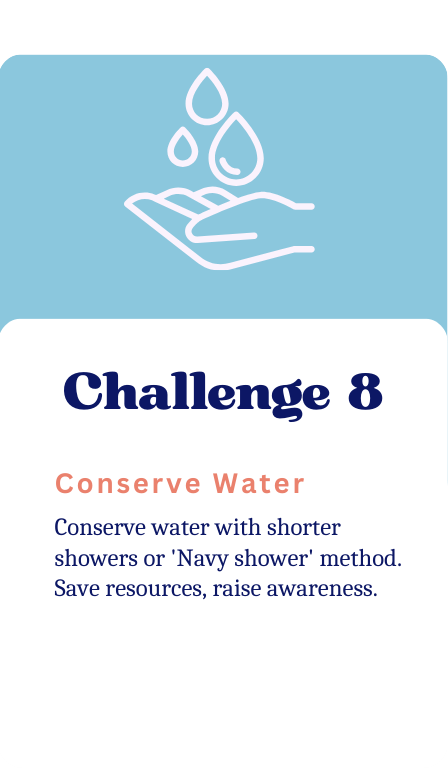 Challenge 8
Conserve Water
Conserve water with shorter
showers or 'Navy shower' method.
Save resources, raise awareness.